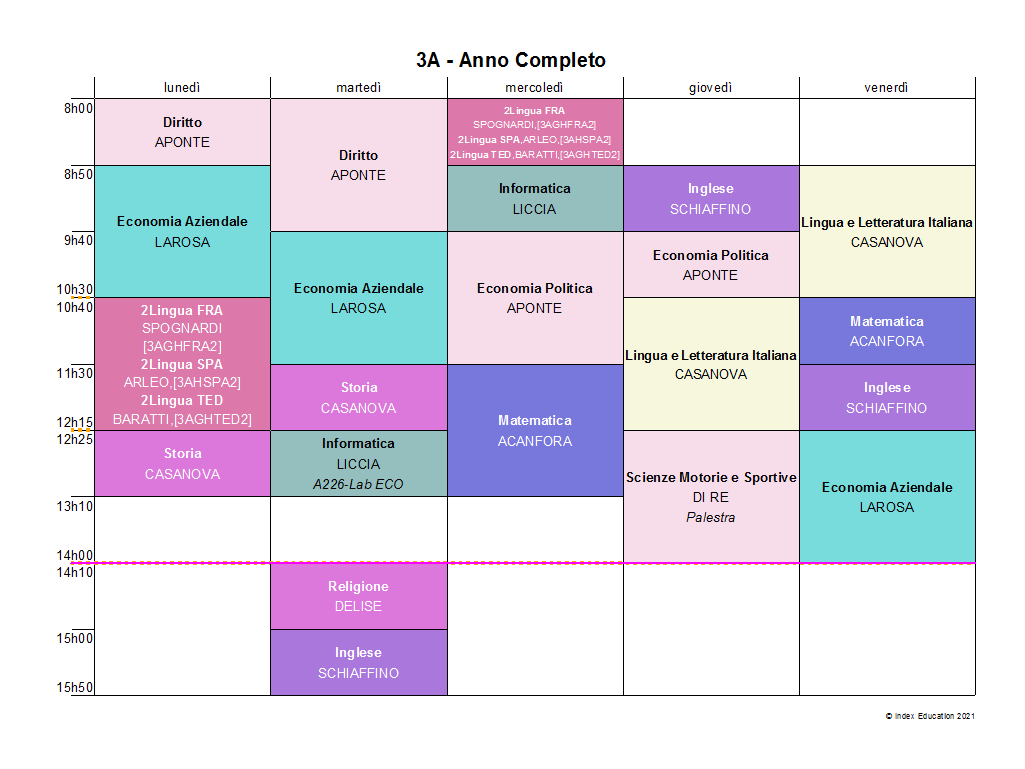 3A - Anno Completo
lunedì
martedì
mercoledì
giovedì
venerdì
8h00
8h50
9h40
10h30
10h40
11h30
12h15
12h25
13h10
14h00
14h10
15h00
15h50
Diritto
APONTE
Economia Aziendale
LAROSA
2Lingua FRA
SPOGNARDI
[3AGHFRA2]
2Lingua SPA
ARLEO,[3AHSPA2]
2Lingua TED
BARATTI,[3AGHTED2]
Storia
CASANOVA
Diritto
APONTE
Economia Aziendale
LAROSA
Storia
CASANOVA
Informatica
LICCIA
A226-Lab ECO
Religione
DELISE
Inglese
SCHIAFFINO
2Lingua FRA
SPOGNARDI,[3AGHFRA2]
2Lingua SPA,ARLEO,[3AHSPA2]
2Lingua TED,BARATTI,[3AGHTED2]
Informatica
LICCIA
Economia Politica
APONTE
Matematica
ACANFORA
Inglese
SCHIAFFINO
Economia Politica
APONTE
Lingua e Letteratura Italiana
CASANOVA
Scienze Motorie e Sportive
DI RE
Palestra
Lingua e Letteratura Italiana
CASANOVA
Matematica
ACANFORA
Inglese
SCHIAFFINO
Economia Aziendale
LAROSA
© Index Education 2021